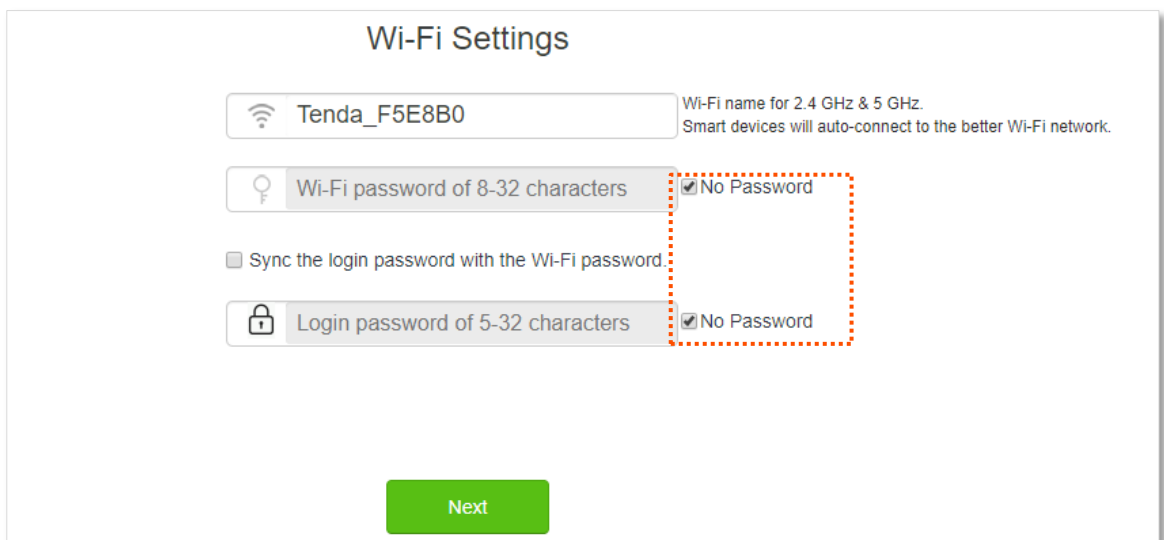 Wi-Fi Settings
Tenda_F5E8B0
Wi-Fi name for 2.4 GHz & 5 GHz.
Smart devices will auto-connect to the better Wi-Fi network.
Wi-Fi password of 8-32 characters
No Password
Sync the login password with the Wi-Fi password.
Login password of 5-32 characters
No Password
Next